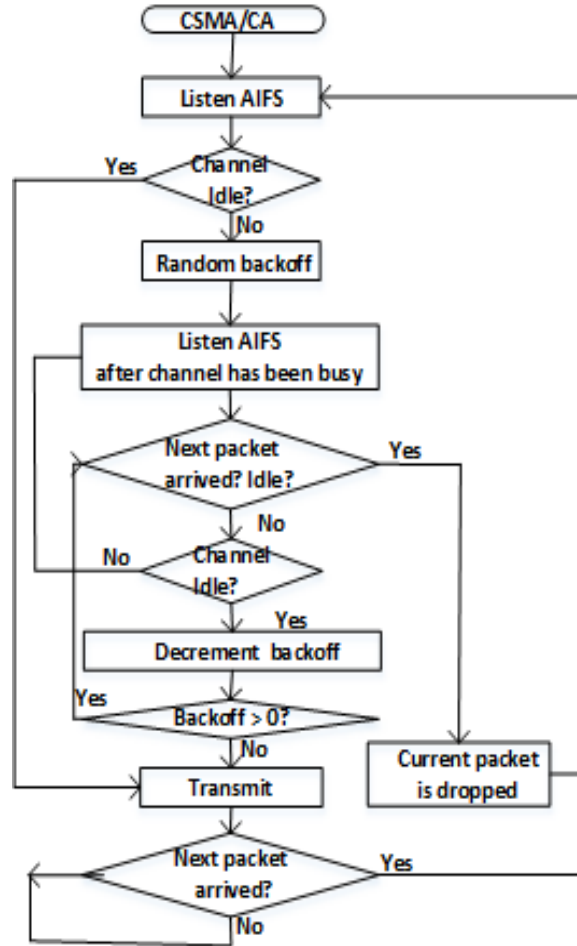 CSMA/CA
Listen AIFS
Yes
Channel
Idle?
No
Random backoff
Listen AIFS
after channel has been busy
Next packet
arrived? Idle?
Yes
No
No
Channel
Idle?
Yes
Decrement backoff
Yes
Backoff > 0?
No
Transmit
Current packet
is dropped
Next packet
arrived?
Yes
No